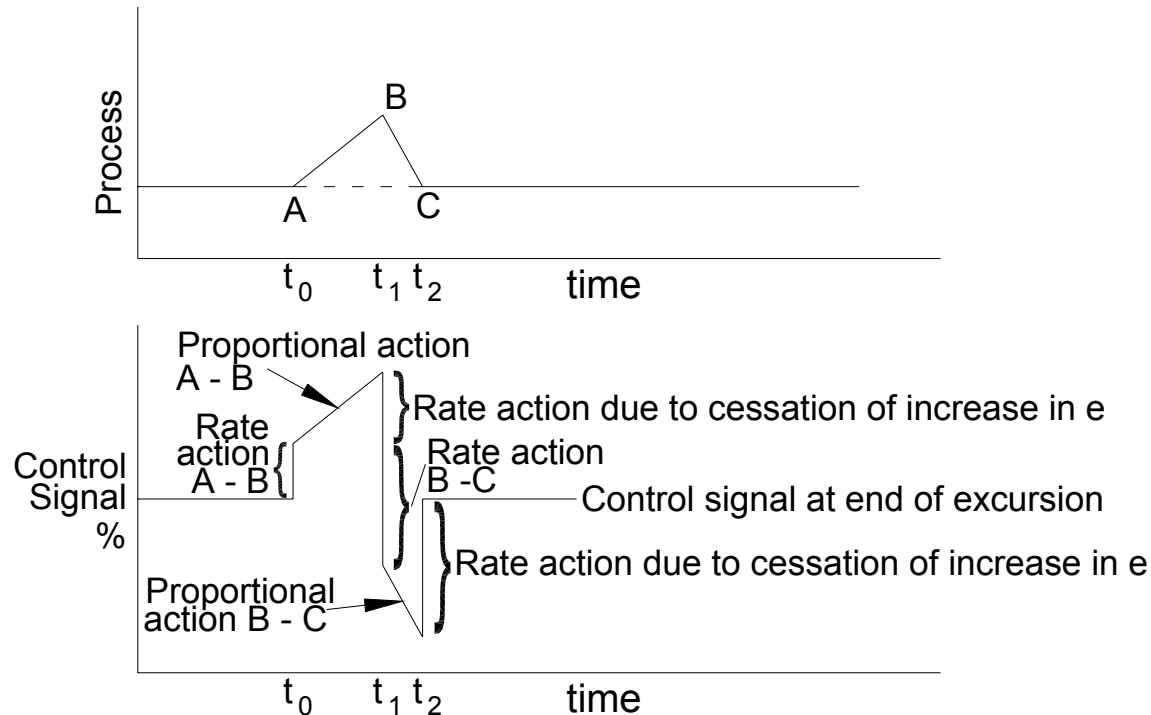 Process
B
A
C
t0
t1
t2
time
Proportional action
A - B
Rate
action
A - B
Rate action due to cessation of increase in e
Rate action
B -C
Control
Signal
%
Control signal at end of excursion
Rate action due to cessation of increase in e
Proportional
action B - C
t0
t1
t2
time